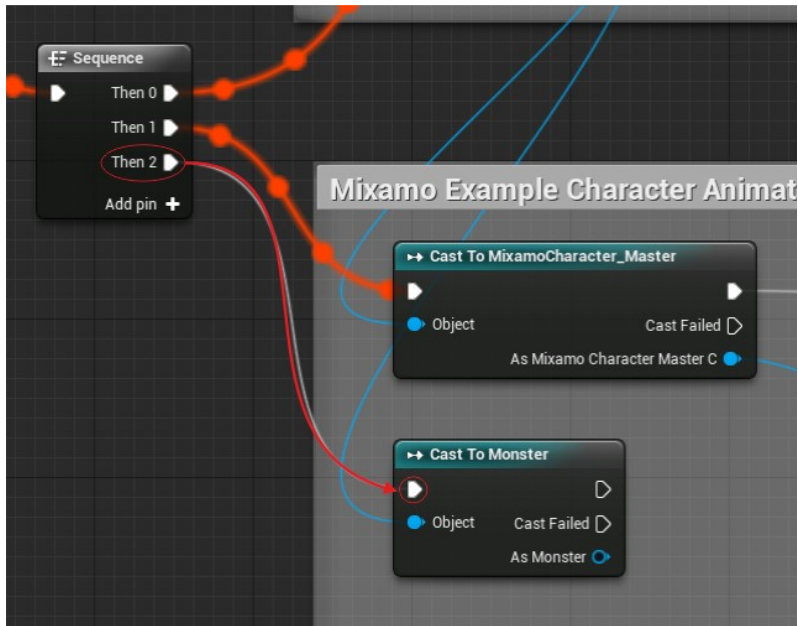 Sequence
Then 0
Then 1
Then 2
Add pin
Mixamo Example Character Animat
Cast To MixamoCharacter_Master
Object
Cast Failed
As Mixamo Character Master C
Cast To Monster
Object
Cast Failed
As Monster